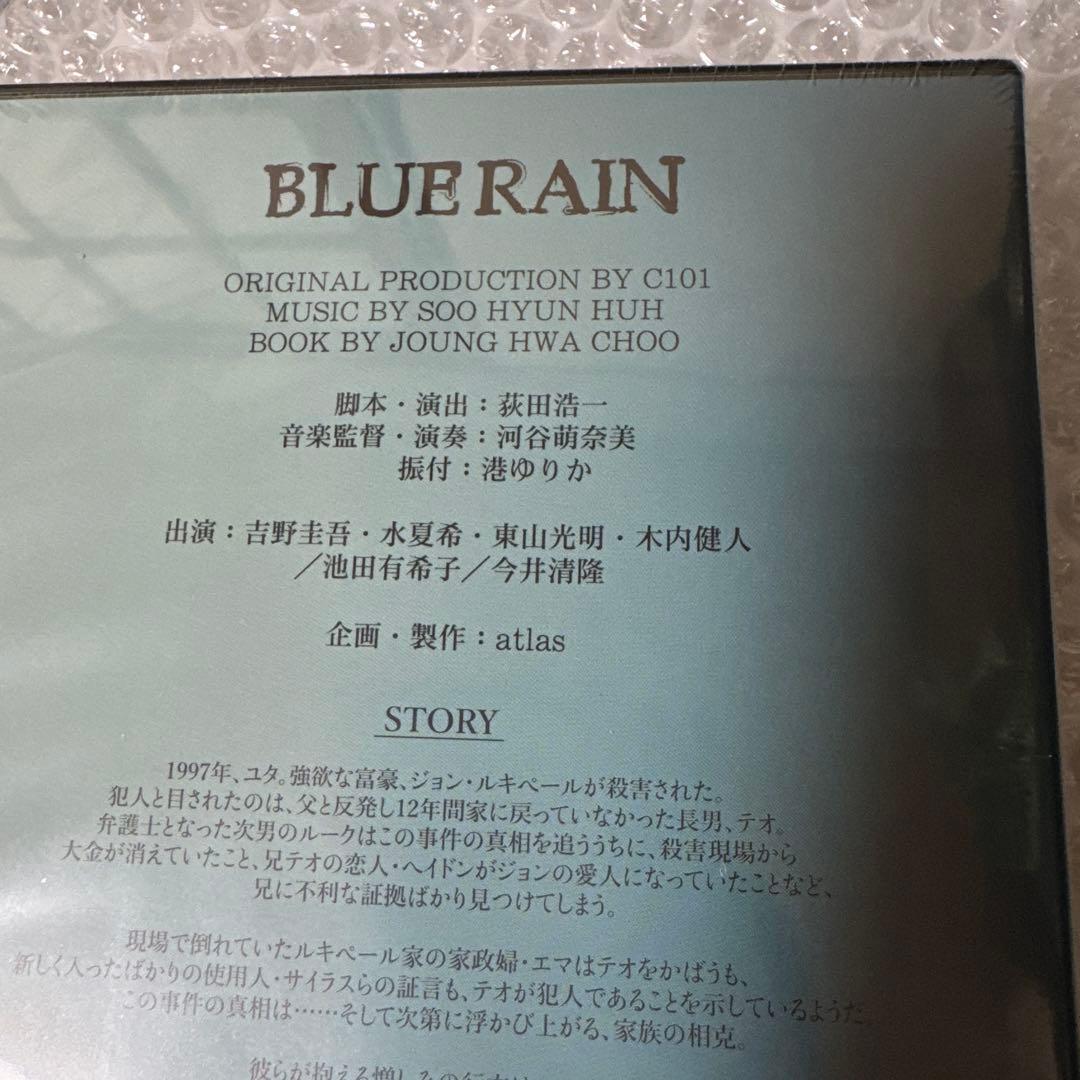 BLUE RAIN
ORIGINAL PRODUCTION BY C101
MUSIC BY SOO HYUN HUH
BOOK BY JOUNG HWA CHOO
脚本・演出：荻田浩一
音楽監督・演奏：河谷萌奈美
振付：港ゆりか
出演：吉野圭吾・水夏希・東山光明・木内健人
／池田有希子／今井清隆
企画・製作：atlas
STORY
1997年、ユタ。強欲な富豪、ジョン・ルキペールが殺害された。
犯人と目されたのは、父と反発し12年間家に戻っていなかった長男、テオ。
弁護士となった次男のルークはこの事件の真相を追ううちに、殺害現場から
大金が消えていたこと、兄テオの恋人・ヘイドンがジョンの愛人になっていたことなど、
兄に不利な証拠ばかり見つけてしまう。
現場で倒れていたルキペール家の家政婦・エマはテオをかばうも、
新しく入ったばかりの使用人・サイラスらの証言も、テオが犯人であることを示しているようだ。
この事件の真相は……そして次第に浮かび上がる、家族の相克。
彼らが抱える憎しみの行方は